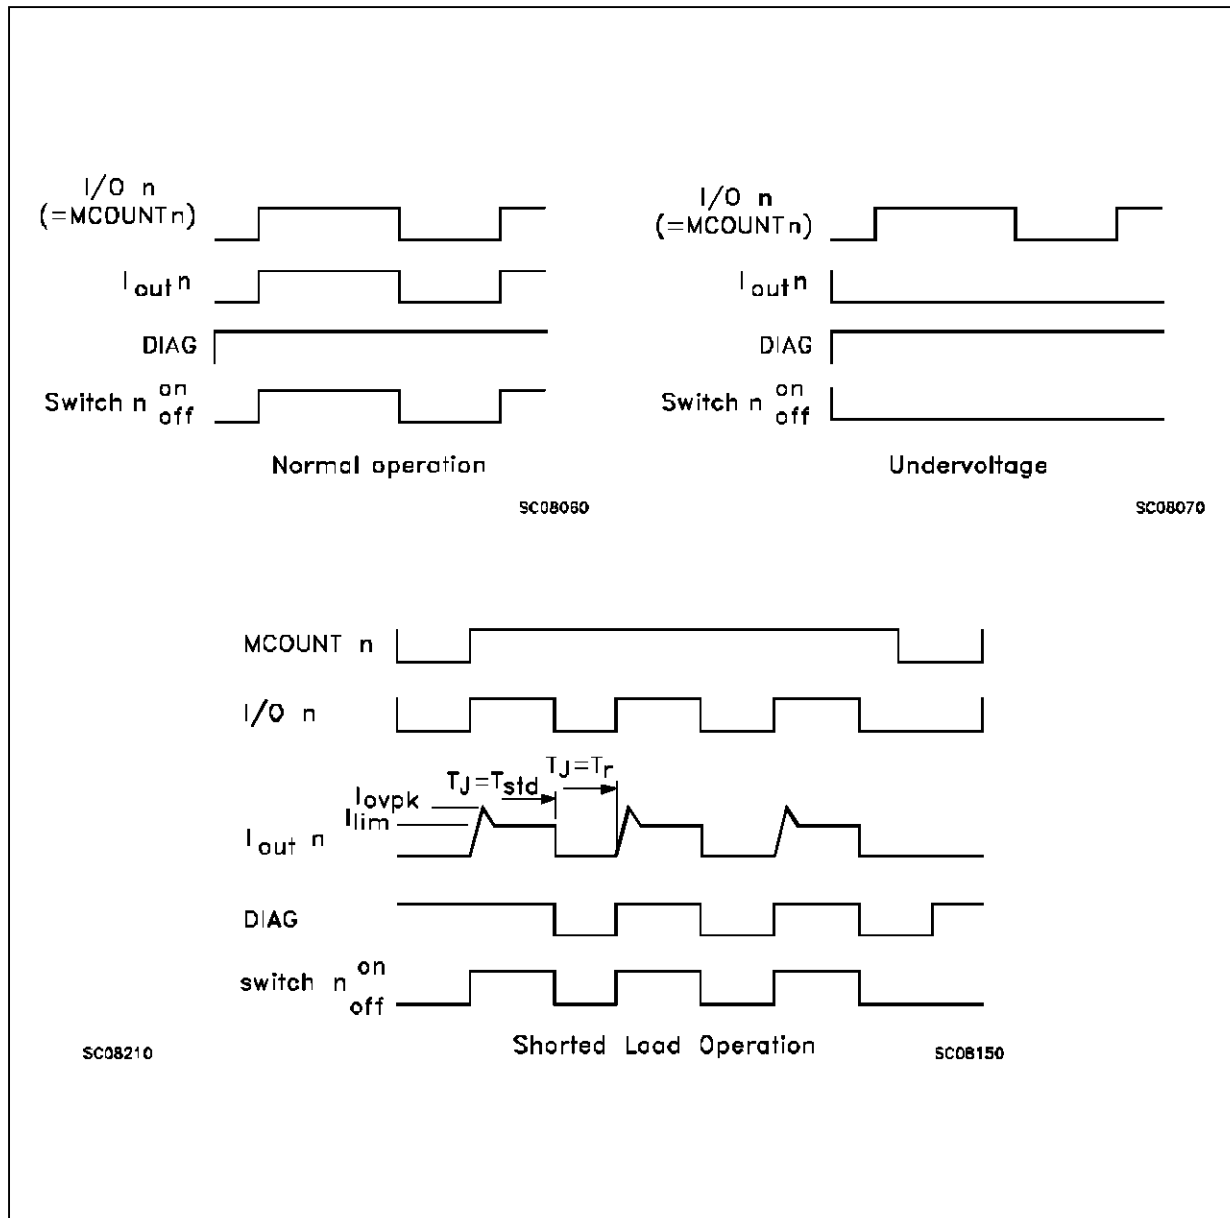 I/O n
(=MCOUNTn)
I out n
DIAG
Switch n on
off
Normal operation
SC08060
I/O n
(=MCOUNTn)
I out n
DIAG
Switch n on
off
Undervoltage
SC08070
MCOUNT n
I/O n
TJ=Tstd
TJ=Tr
Iovpk
Ilim
I out n
DIAG
switch n on
off
Shorted Load Operation
SC08210
SC08150